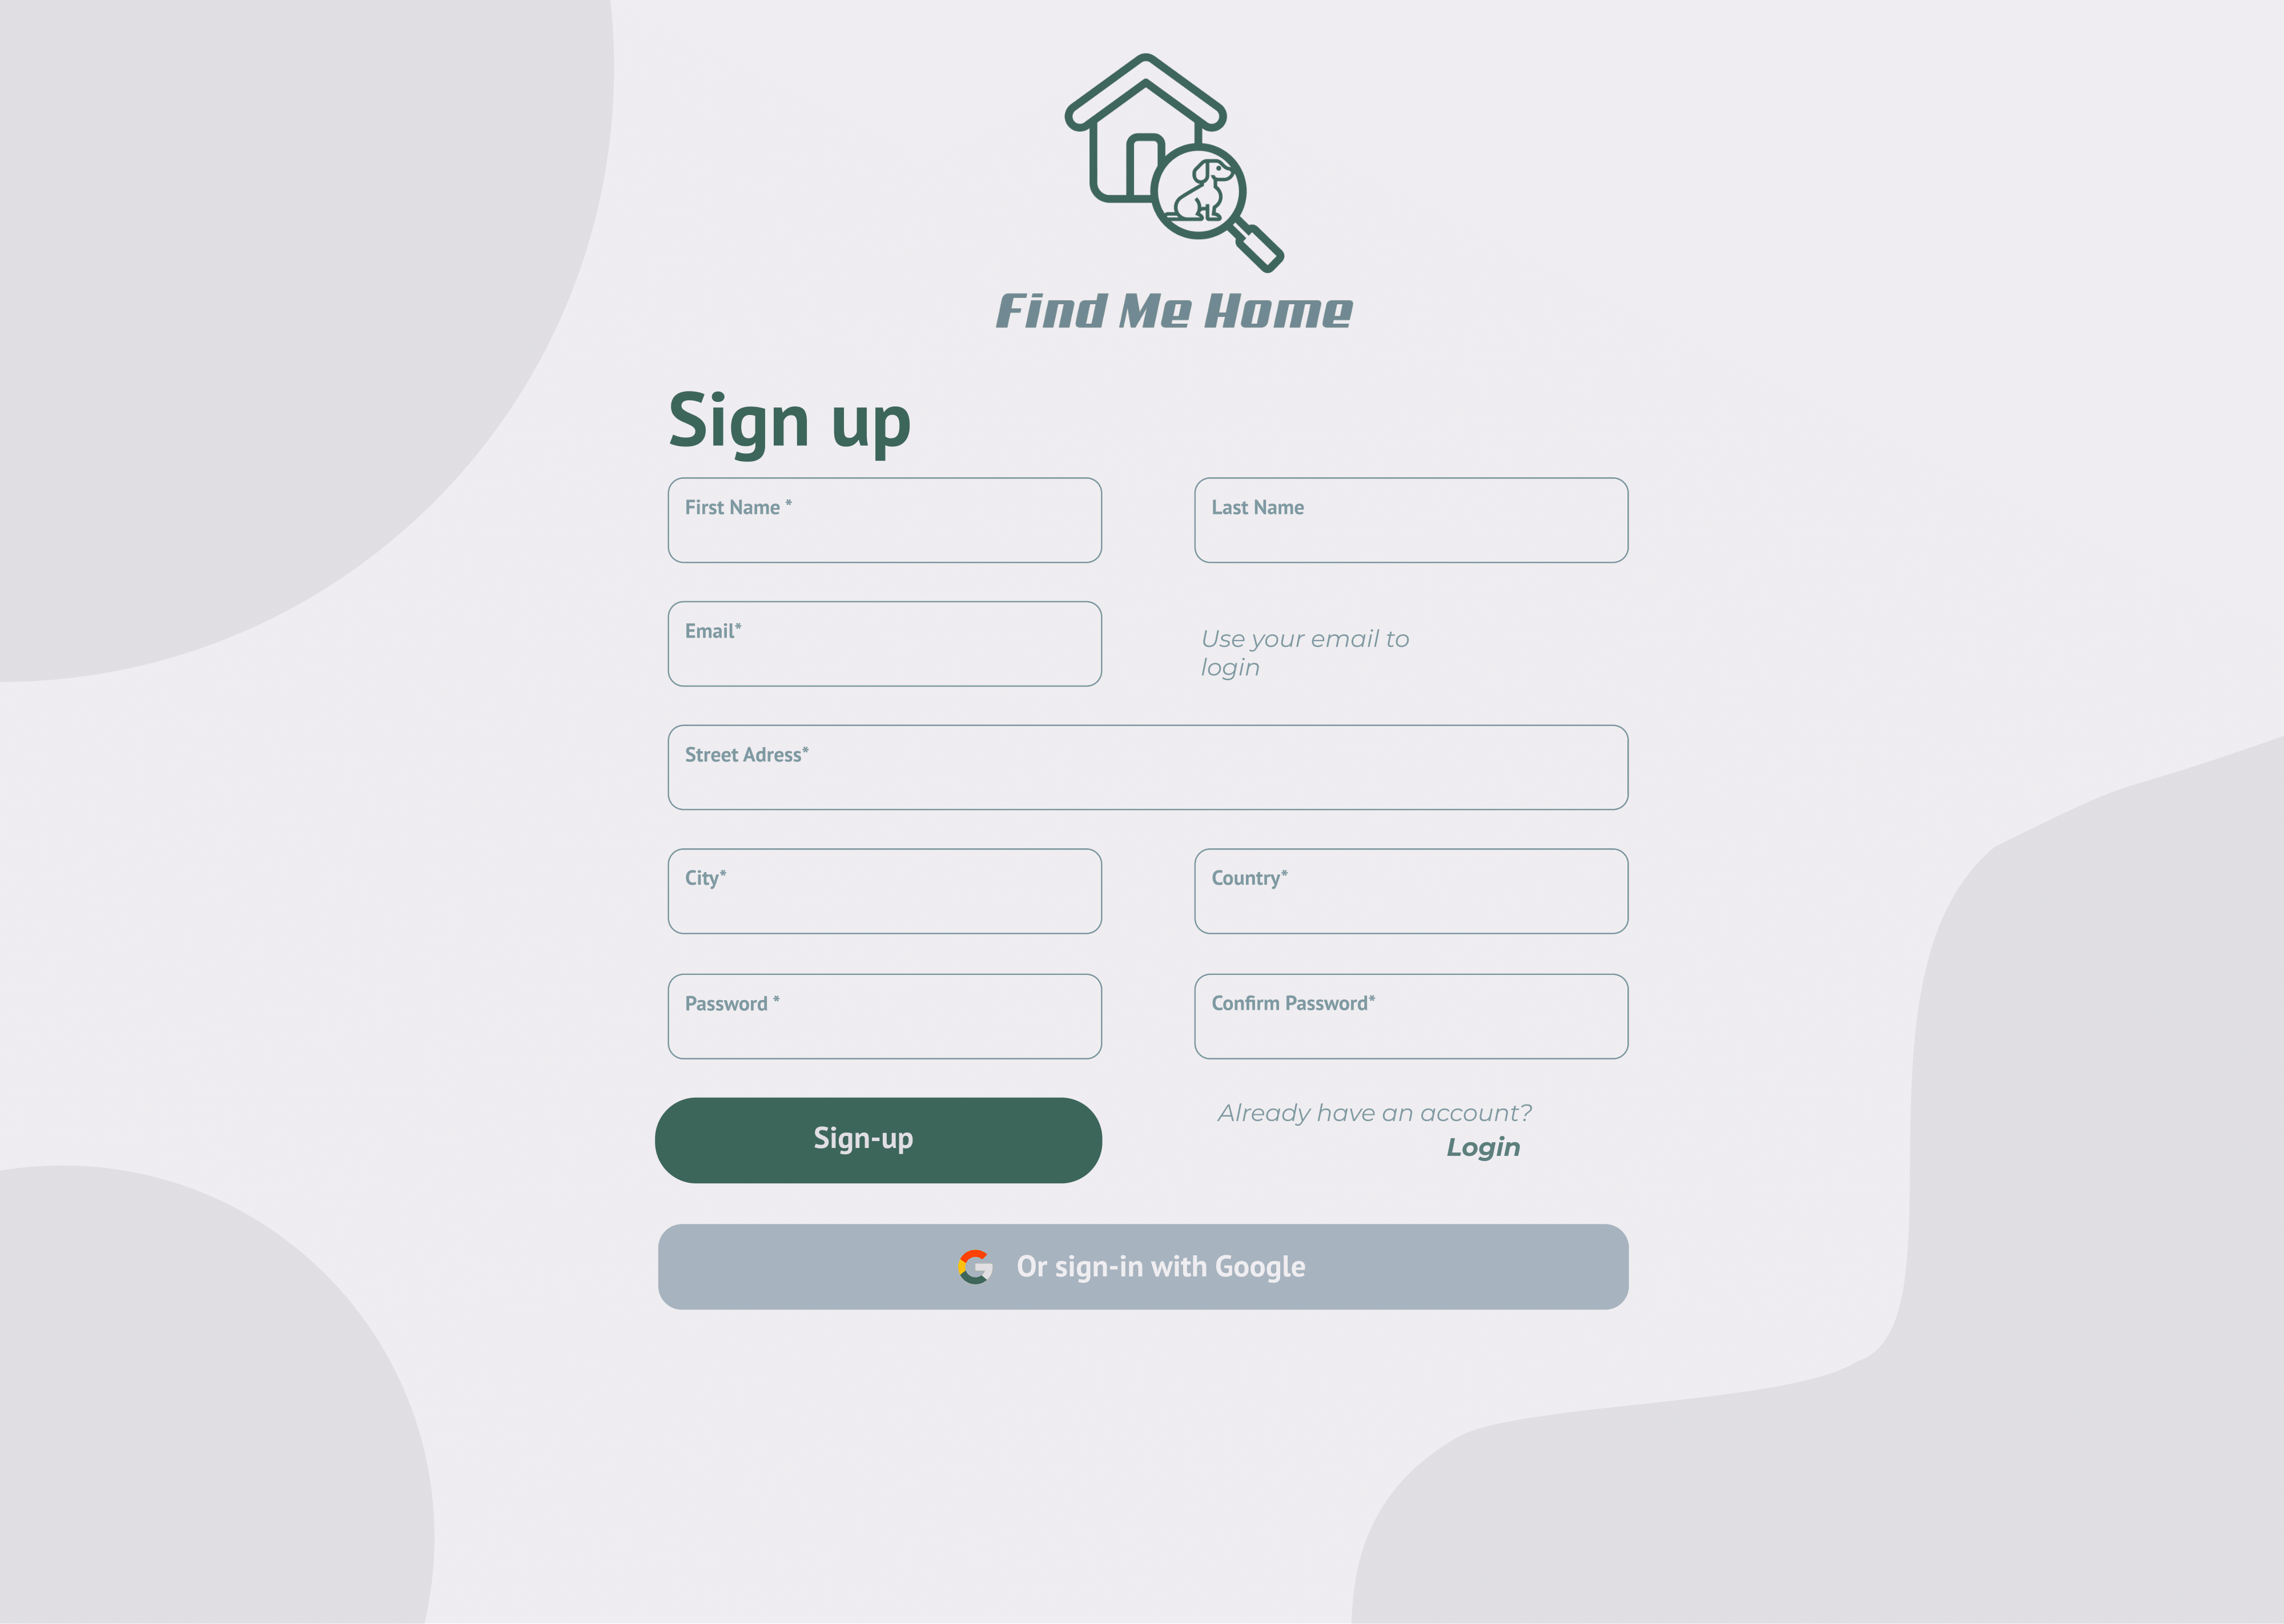 Find Me Home
Sign up
First Name *
Last Name
Email*
Use your email to
login
Street Adress*
City*
Country*
Password *
Confirm Password*
Sign-up
Already have an account?
Login
Or sign-in with Google